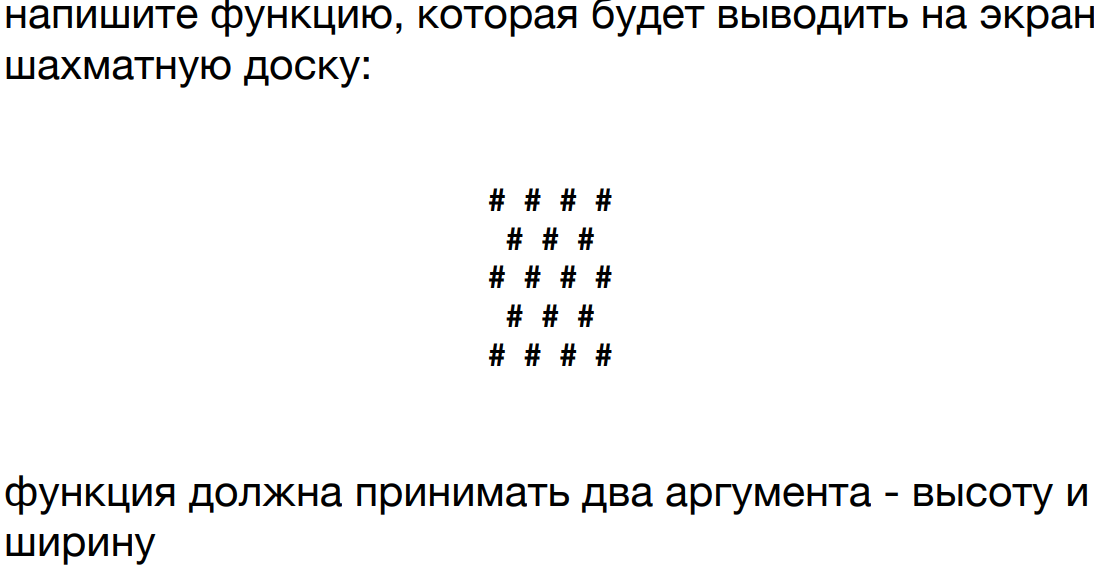 напишите функцию, которая будет выводить на экран
шахматную доску:
# # # #
 # # #
# # # #
 # # #
# # # #
функция должна принимать два аргумента - высоту и
ширину